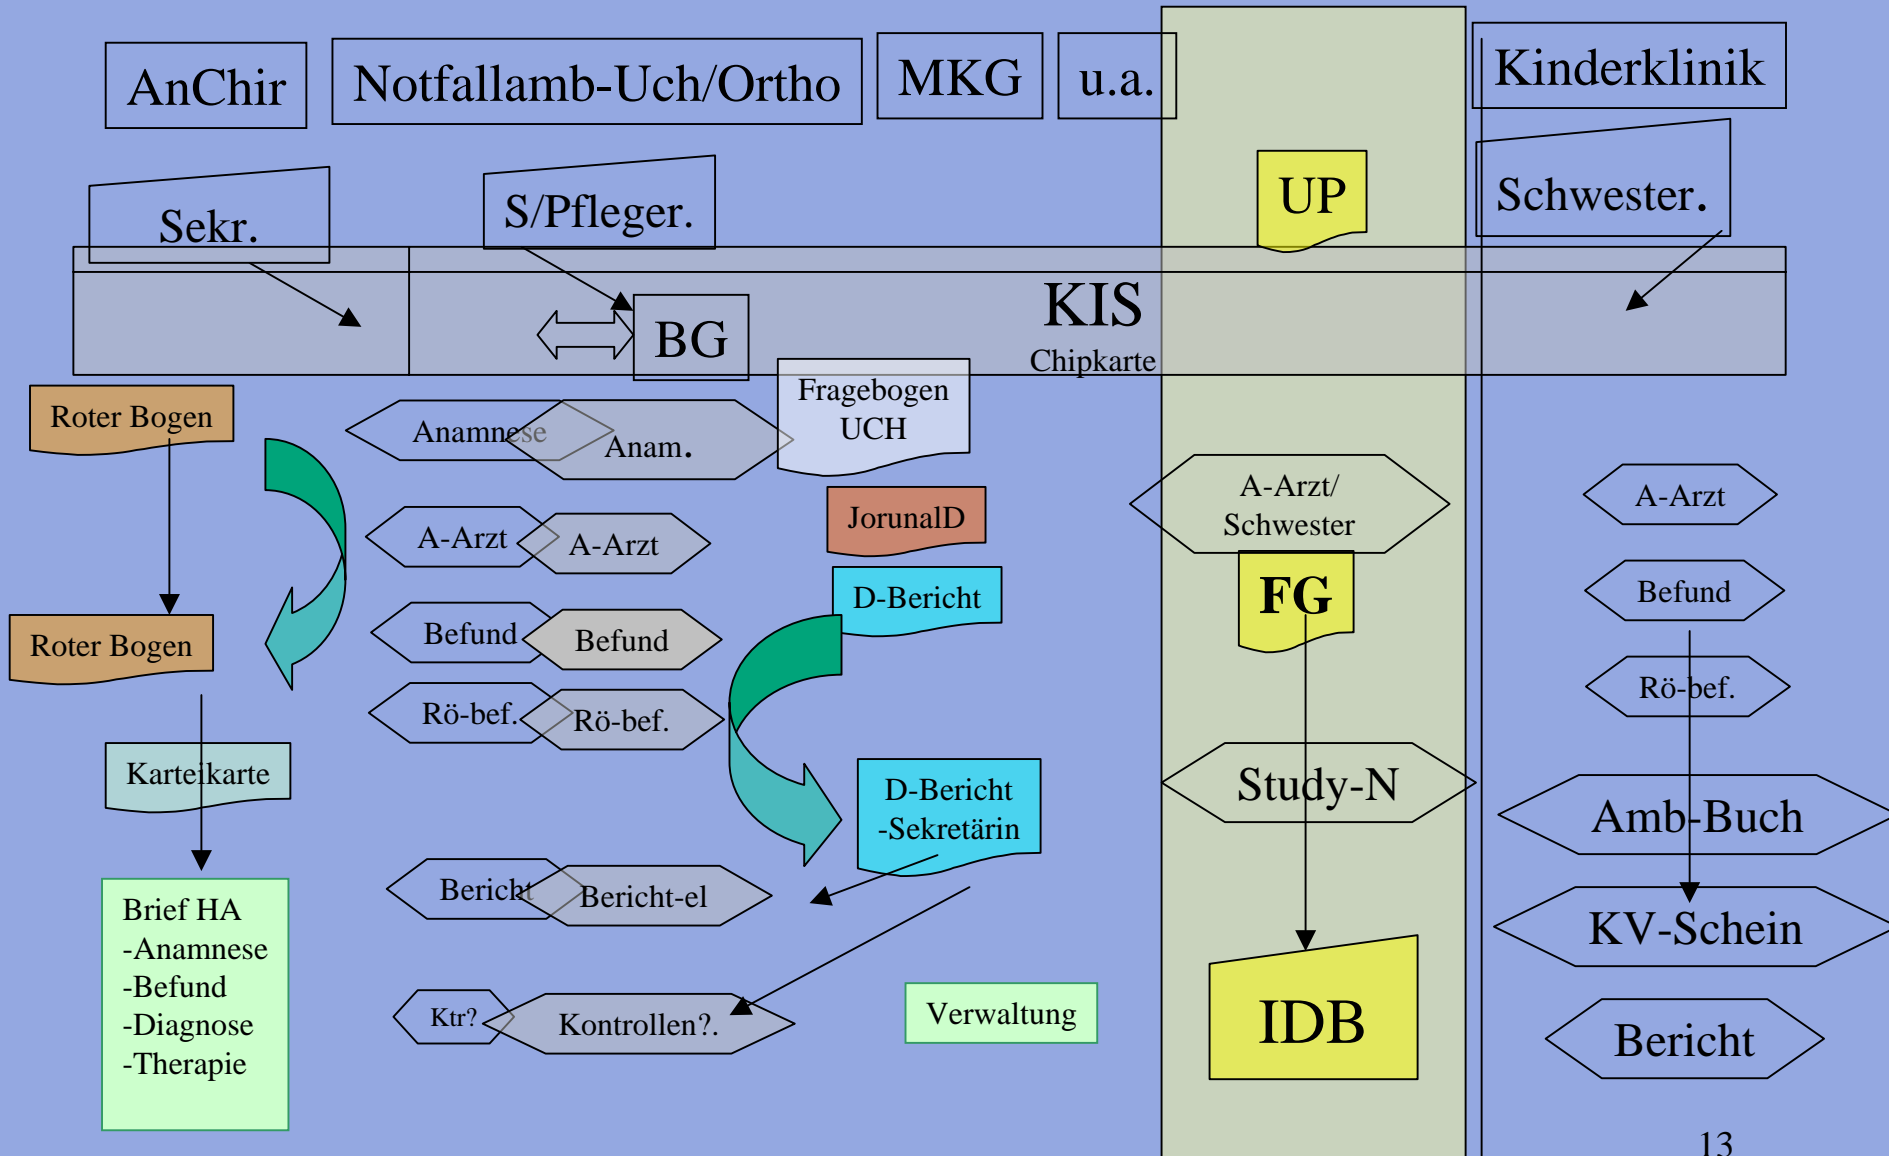 AnChir
Notfallamb-Uch/Ortho
MKG
u.a.
Kinderklinik
Sekr.
S/Pfleger.
UP
Schwester.
KIS
Chipkarte
BG
Roter Bogen
Anamnese
Anam.
Fragebogen
UCH
A-Arzt
A-Arzt
JorunalD
A-Arzt/
Schwester
A-Arzt
D-Bericht
FG
Befund
Roter Bogen
Befund
Befund
Rö-bef.
Rö-bef.
Rö-bef.
Karteikarte
D-Bericht
-Sekretärin
Study-N
Amb-Buch
Bericht
Bericht-el
KV-Schein
Brief HA
-Anamnese
-Befund
-Diagnose
-Therapie
Ktr?
Kontrollen?.
Verwaltung
IDB
Bericht
13